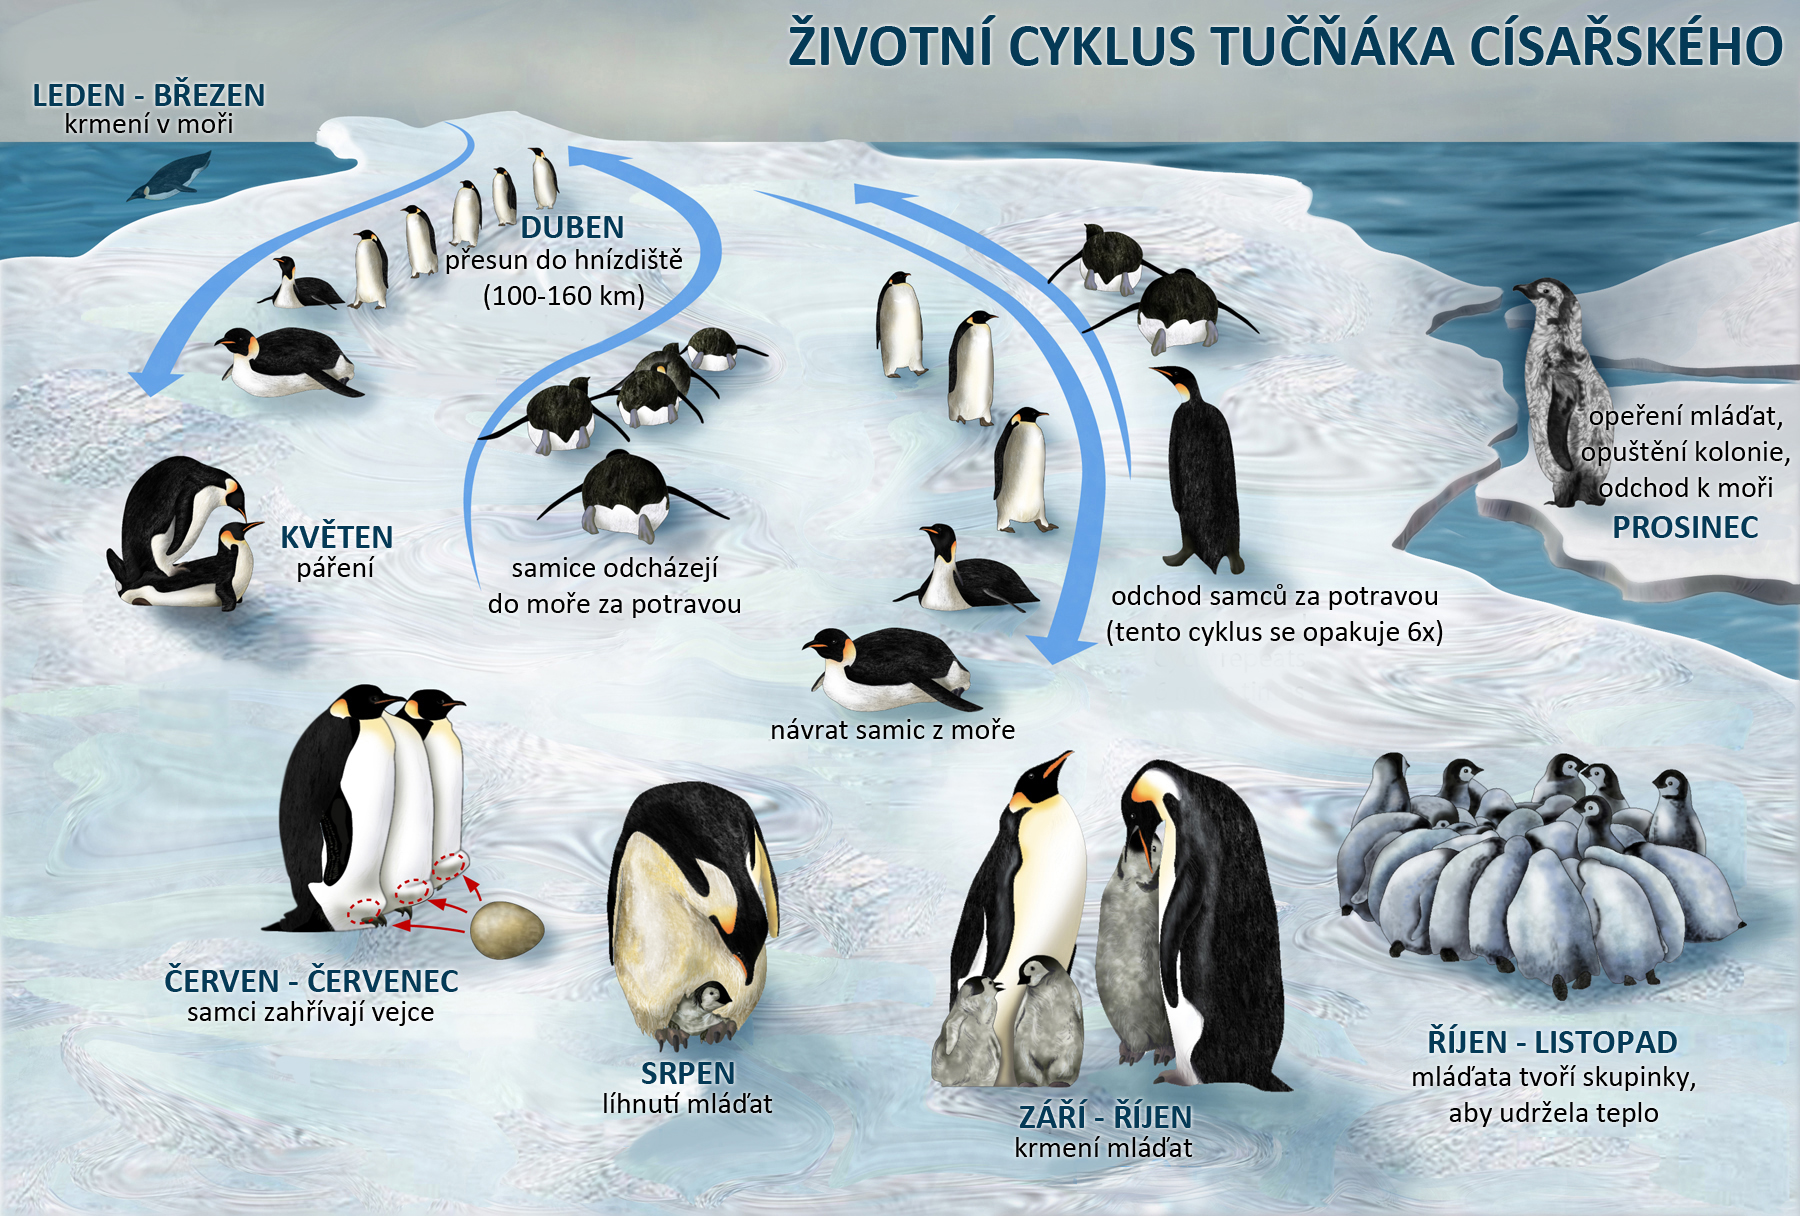 ŽIVOTNÍ CYKLUS TUČŇÁKA CÍSAŘSKÉHO
LEDEN - BŘEZEN
krmení v moři
DUBEN
přesun do hnízdiště
(100-160 km)
KVĚTEN
páření
samice odcházejí
do moře za potravou
ČERVEN - ČERVENEC
samci zahřívají vejce
SRPEN
líhnutí mláďat
návrat samic z moře
odchod samců za potravou
(tento cyklus se opakuje 6x)
ZÁŘÍ - ŘÍJEN
krmení mláďat
ŘÍJEN - LISTOPAD
mláďata tvoří skupinky,
aby udržela teplo
opeření mláďat,
opuštění kolonie,
odchod k moři
PROSINEC